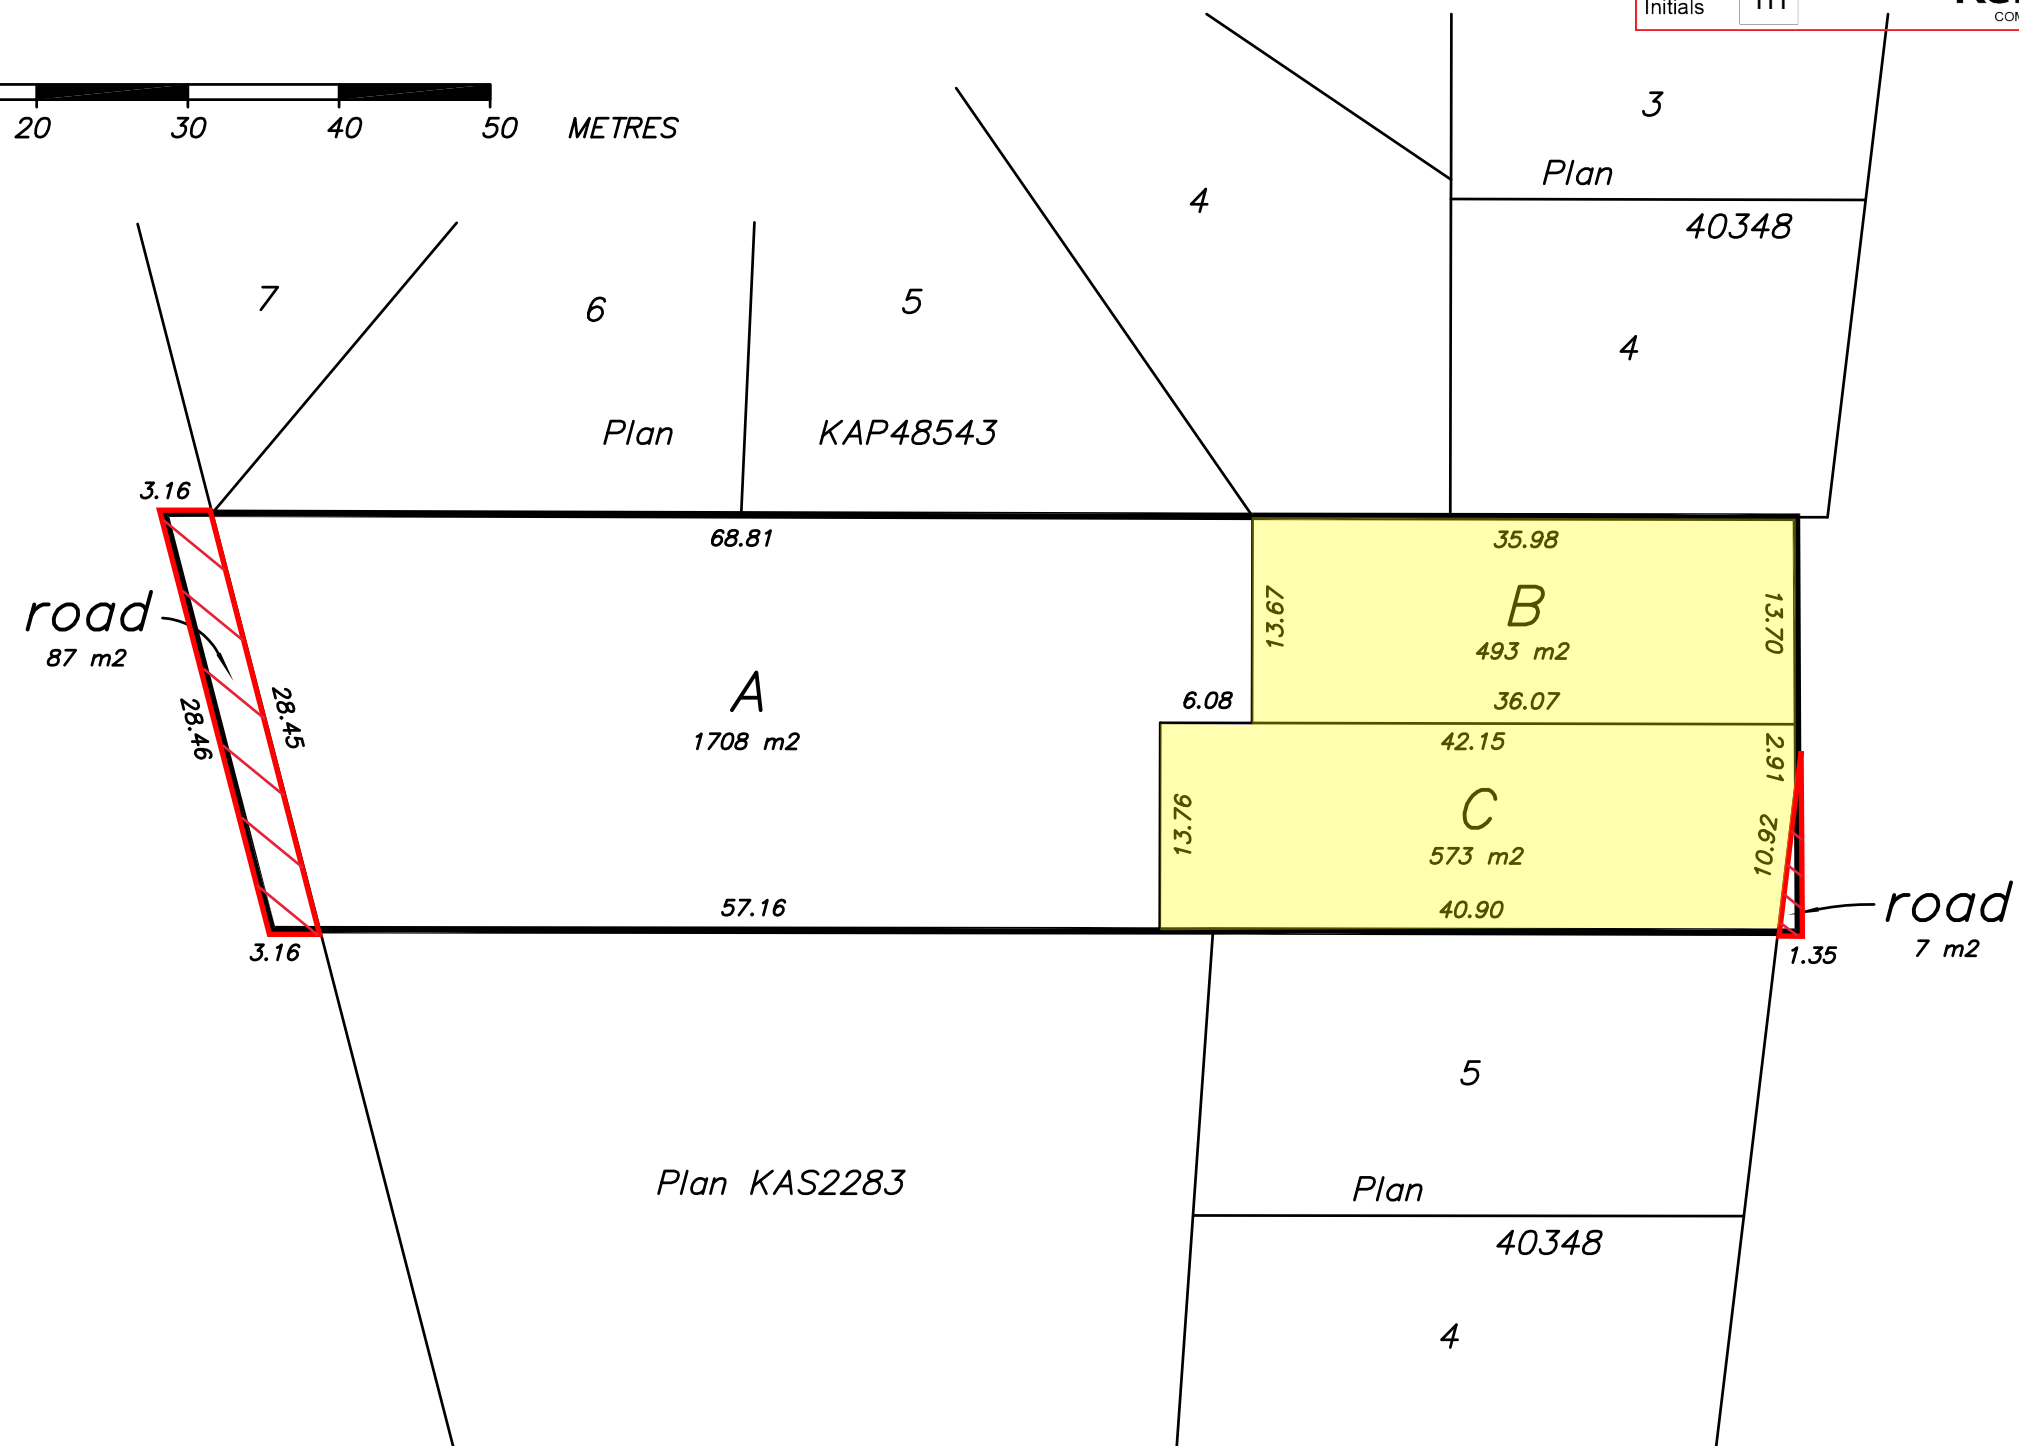 Initials
CO
20 30 40 50 METRES
3
Plan
40348
4
4
7
6
5
Plan KAP48543
3.16
68.81
35.98
road
87 m2
28.46
28.45
A
1708 m2
13.67
B
493 m2
13.70
6.08
36.07
42.15
2.91
13.76
C
573 m2
10.92
57.16
40.90
3.16
1.35
road
7 m2
5
Plan KAS2283
Plan
40348
4